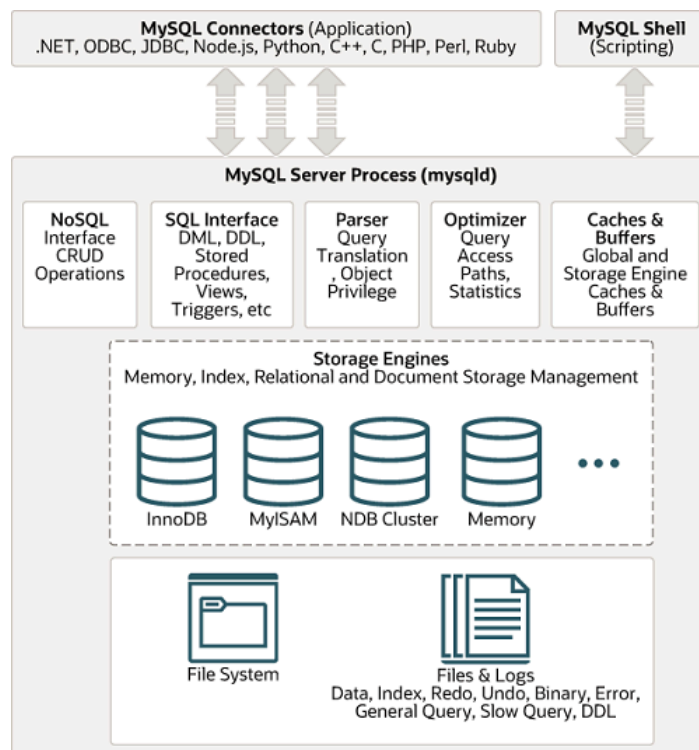 MySQL Connectors (Application)
.NET, ODBC, JDBC, Node.js, Python, C++, C, PHP, Perl, Ruby
MySQL Shell
(Scripting)
MySQL Server Process (mysqld)
NoSQL
Interface
CRUD
Operations
SQL Interface
DML, DDL,
Stored
Procedures,
Views,
Triggers, etc
Parser
Query
Translation
, Object
Privilege
Optimizer
Query
Access
Paths,
Statistics
Caches &
Buffers
Global and
Storage Engine
Caches &
Buffers
Storage Engines
Memory, Index, Relational and Document Storage Management
InnoDB
MyISAM
NDB Cluster
Memory
File System
Files & Logs
Data, Index, Redo, Undo, Binary, Error,
General Query, Slow Query, DDL